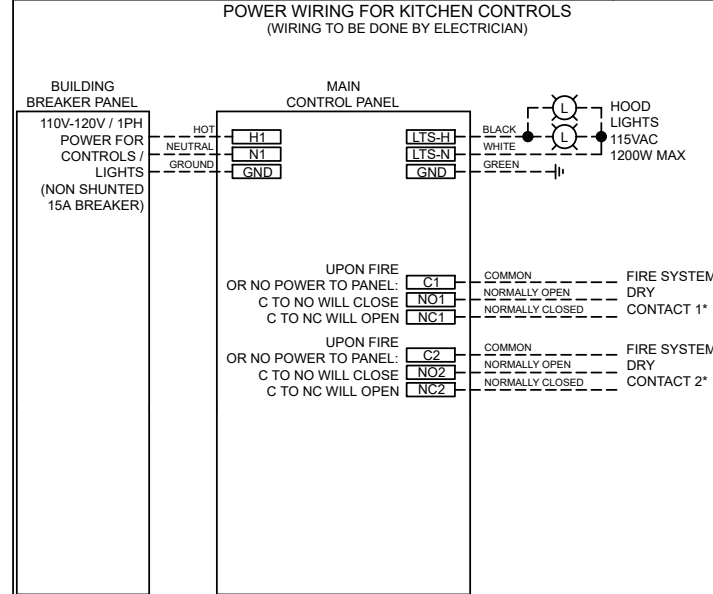 POWER WIRING FOR KITCHEN CONTROLS
(WIRING TO BE DONE BY ELECTRICIAN)
BUILDING
BREAKER PANEL
110V-120V / 1PH
POWER FOR
CONTROLS /
LIGHTS
(NON SHUNTED
15A BREAKER)
HOT
NEUTRAL
GROUND
MAIN
CONTROL PANEL
H1
N1
GND
LTS-H
LTS-N
GND
BLACK
WHITE
GREEN
L
L
HOOD
LIGHTS
115VAC
1200W MAX
UPON FIRE
OR NO POWER TO PANEL:
C TO NO WILL CLOSE
C TO NC WILL OPEN
C1
NO1
NC1
COMMON
NORMALLY OPEN
NORMALLY CLOSED
FIRE SYSTEM
DRY
CONTACT 1*
UPON FIRE
OR NO POWER TO PANEL:
C TO NO WILL CLOSE
C TO NC WILL OPEN
C2
NO2
NC2
COMMON
NORMALLY OPEN
NORMALLY CLOSED
FIRE SYSTEM
DRY
CONTACT 2*